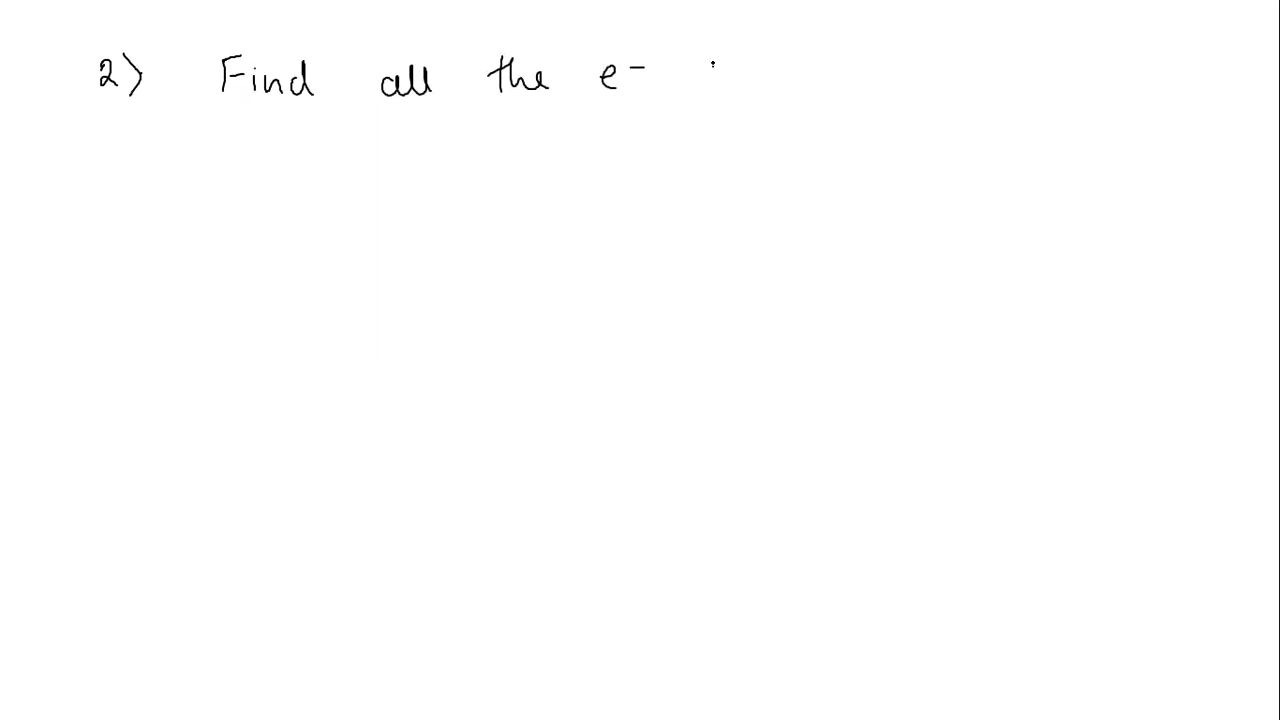 2) Find all the e-